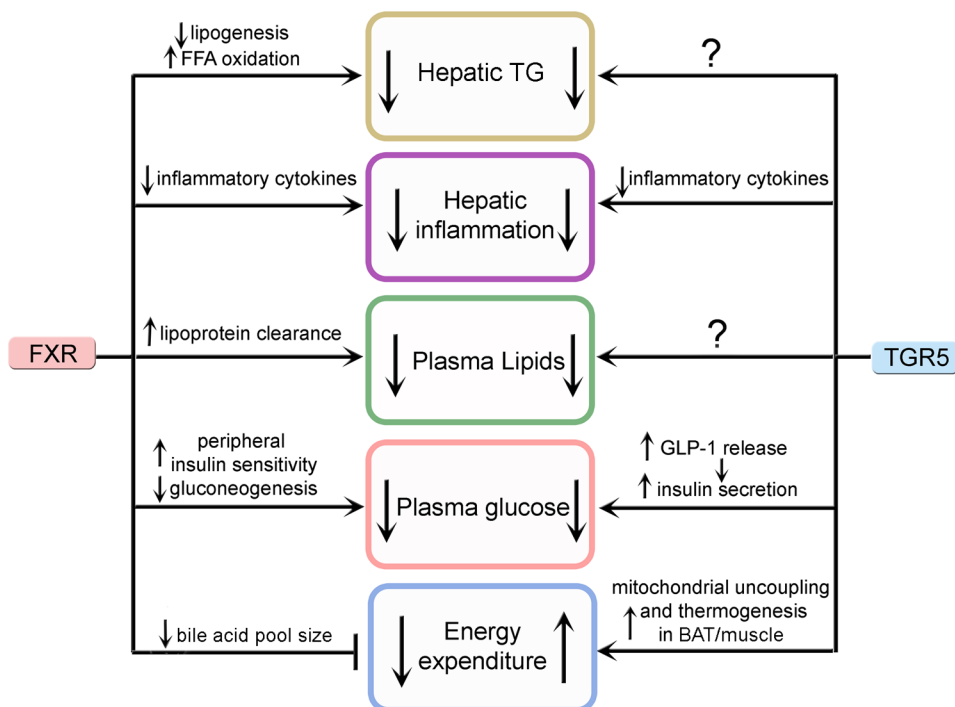 ↓lipogenesis
↑ FFA oxidation
↓ Hepatic TG ↓
?
↓ inflammatory cytokines
↓ Hepatic
inflammation ↓
↓ inflammatory cytokines
FXR
↑ lipoprotein clearance
↓ Plasma Lipids ↓
?
TGR5
↑ peripheral
insulin sensitivity
↓ gluconeogenesis
↓ Plasma glucose ↓
↑ GLP-1 release
↓
↑ insulin secretion
↓ bile acid pool size
↓ Energy
expenditure ↑
mitochondrial uncoupling
↑ and thermogenesis
in BAT/muscle